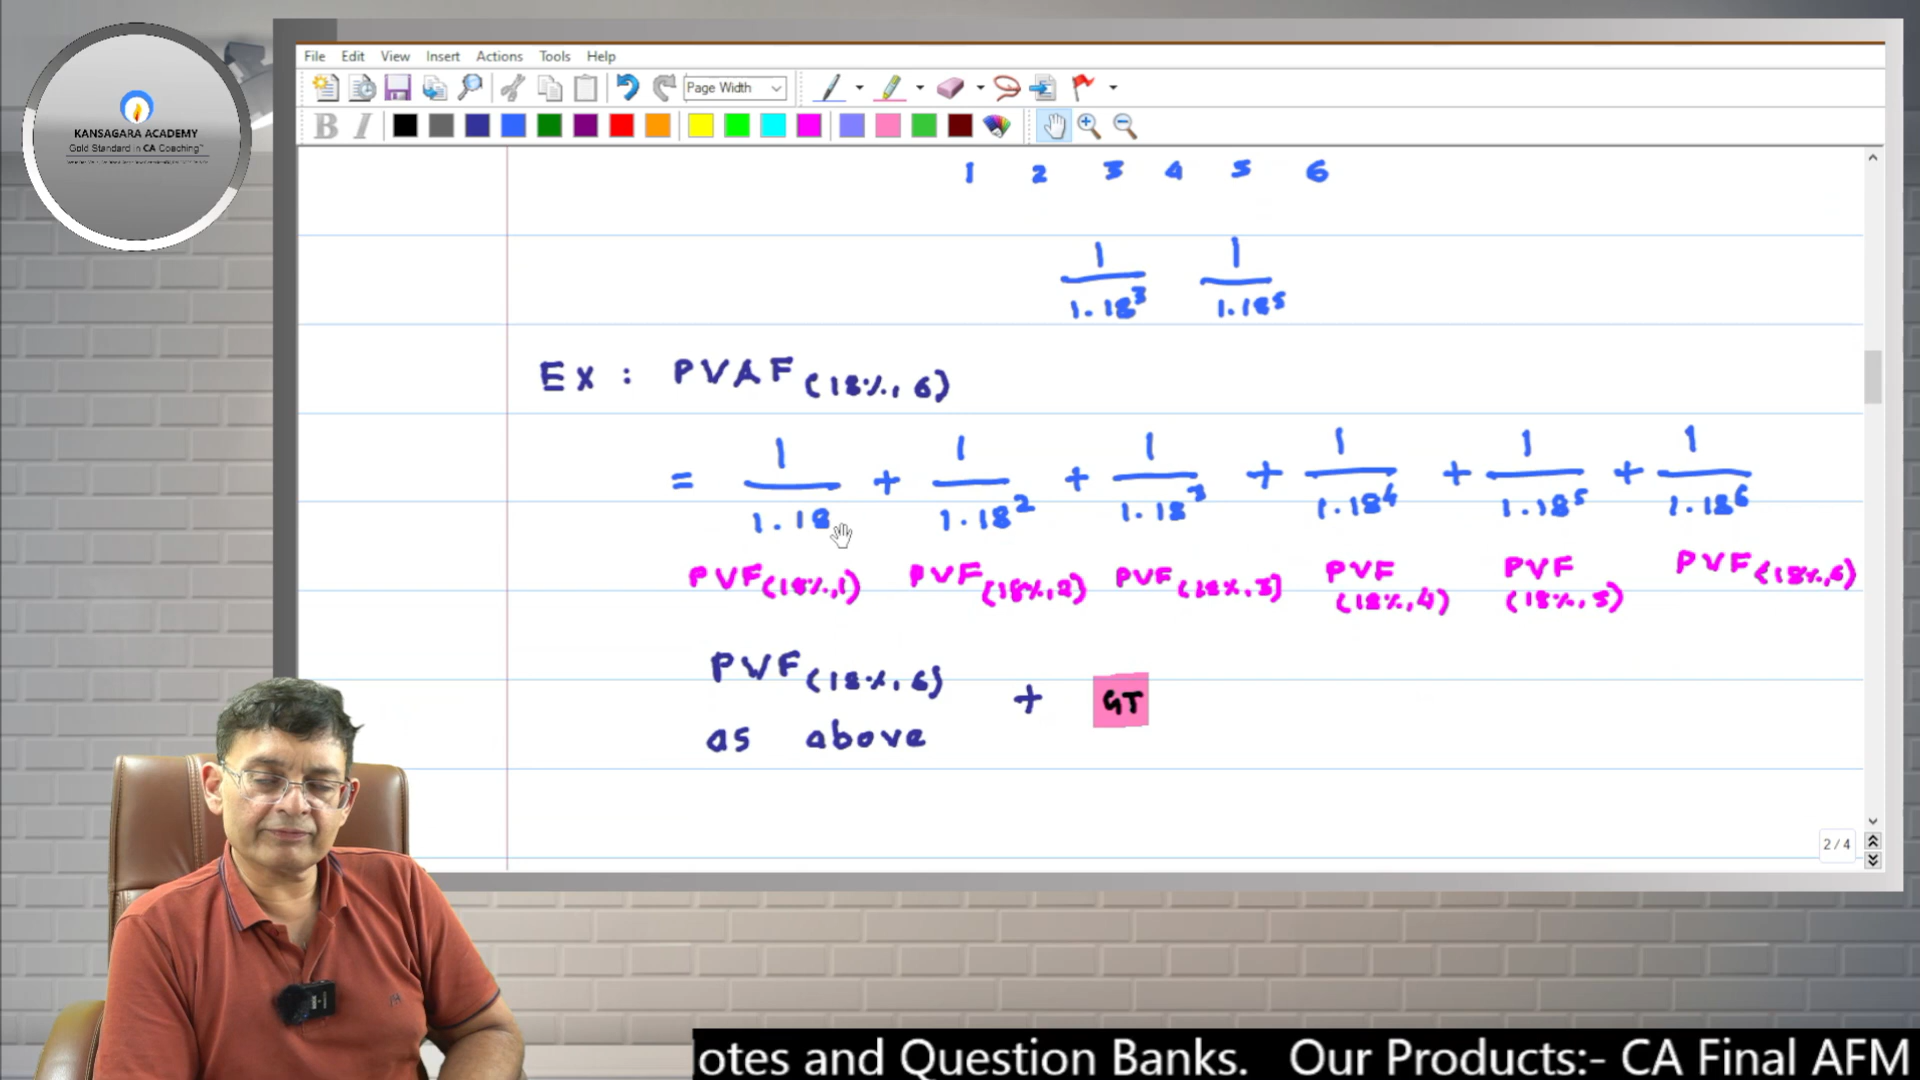 KANSAGARA ACADEMY
Gold Standard in CA Coaching™
File Edit View Insert Actions Tools Help
Page Width
B I
1 2 3 4 5 6
1/1.18³ 1/1.18⁵
Ex : PVAF(18%, 6)
= 1/1.18 + 1/1.18² + 1/1.18³ + 1/1.18⁴ + 1/1.18⁵ + 1/1.18⁶
PVF(18%,1) PVF(18%,2) PVF(18%,3) PVF(18%,4) PVF(18%,5) PVF(18%,6)
PVF(18%,6) + GT
as above
2 / 4
otes and Question Banks. Our Products:- CA Final AFM